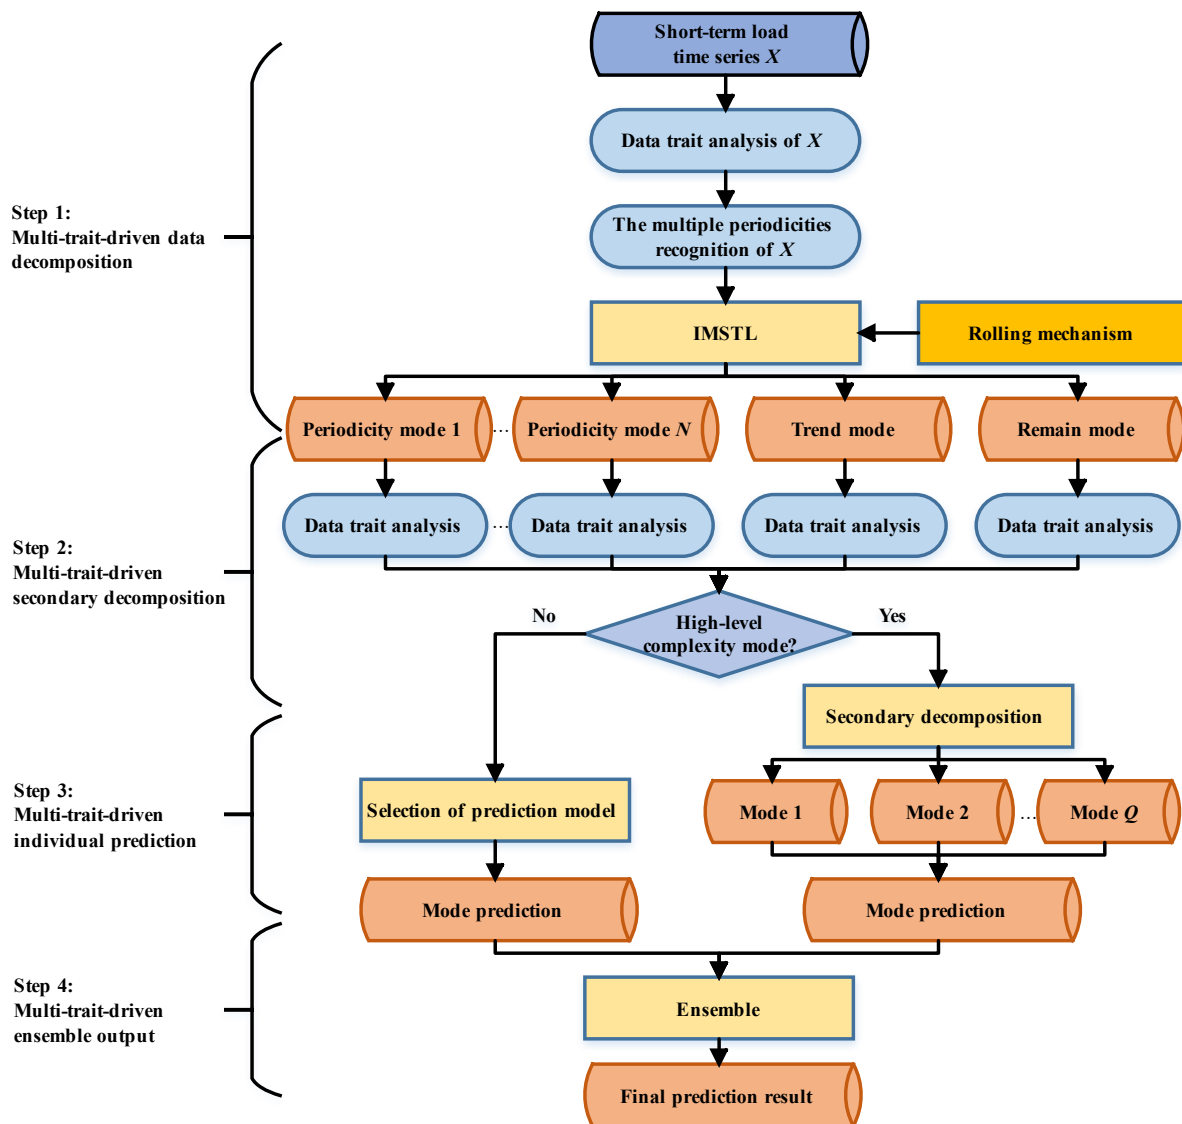 Short-term load
time series X
Data trait analysis of X
The multiple periodicities
recognition of X
Step 1:
Multi-trait-driven data
decomposition
IMSTL
Rolling mechanism
Periodicity mode 1
...
Periodicity mode N
Trend mode
Remain mode
Data trait analysis
...
Data trait analysis
Data trait analysis
Data trait analysis
Step 2:
Multi-trait-driven
secondary decomposition
No
High-level
complexity mode?
Yes
Secondary decomposition
Step 3:
Multi-trait-driven
individual prediction
Selection of prediction model
Mode 1
Mode 2
...
Mode Q
Mode prediction
Mode prediction
Step 4:
Multi-trait-driven
ensemble output
Ensemble
Final prediction result